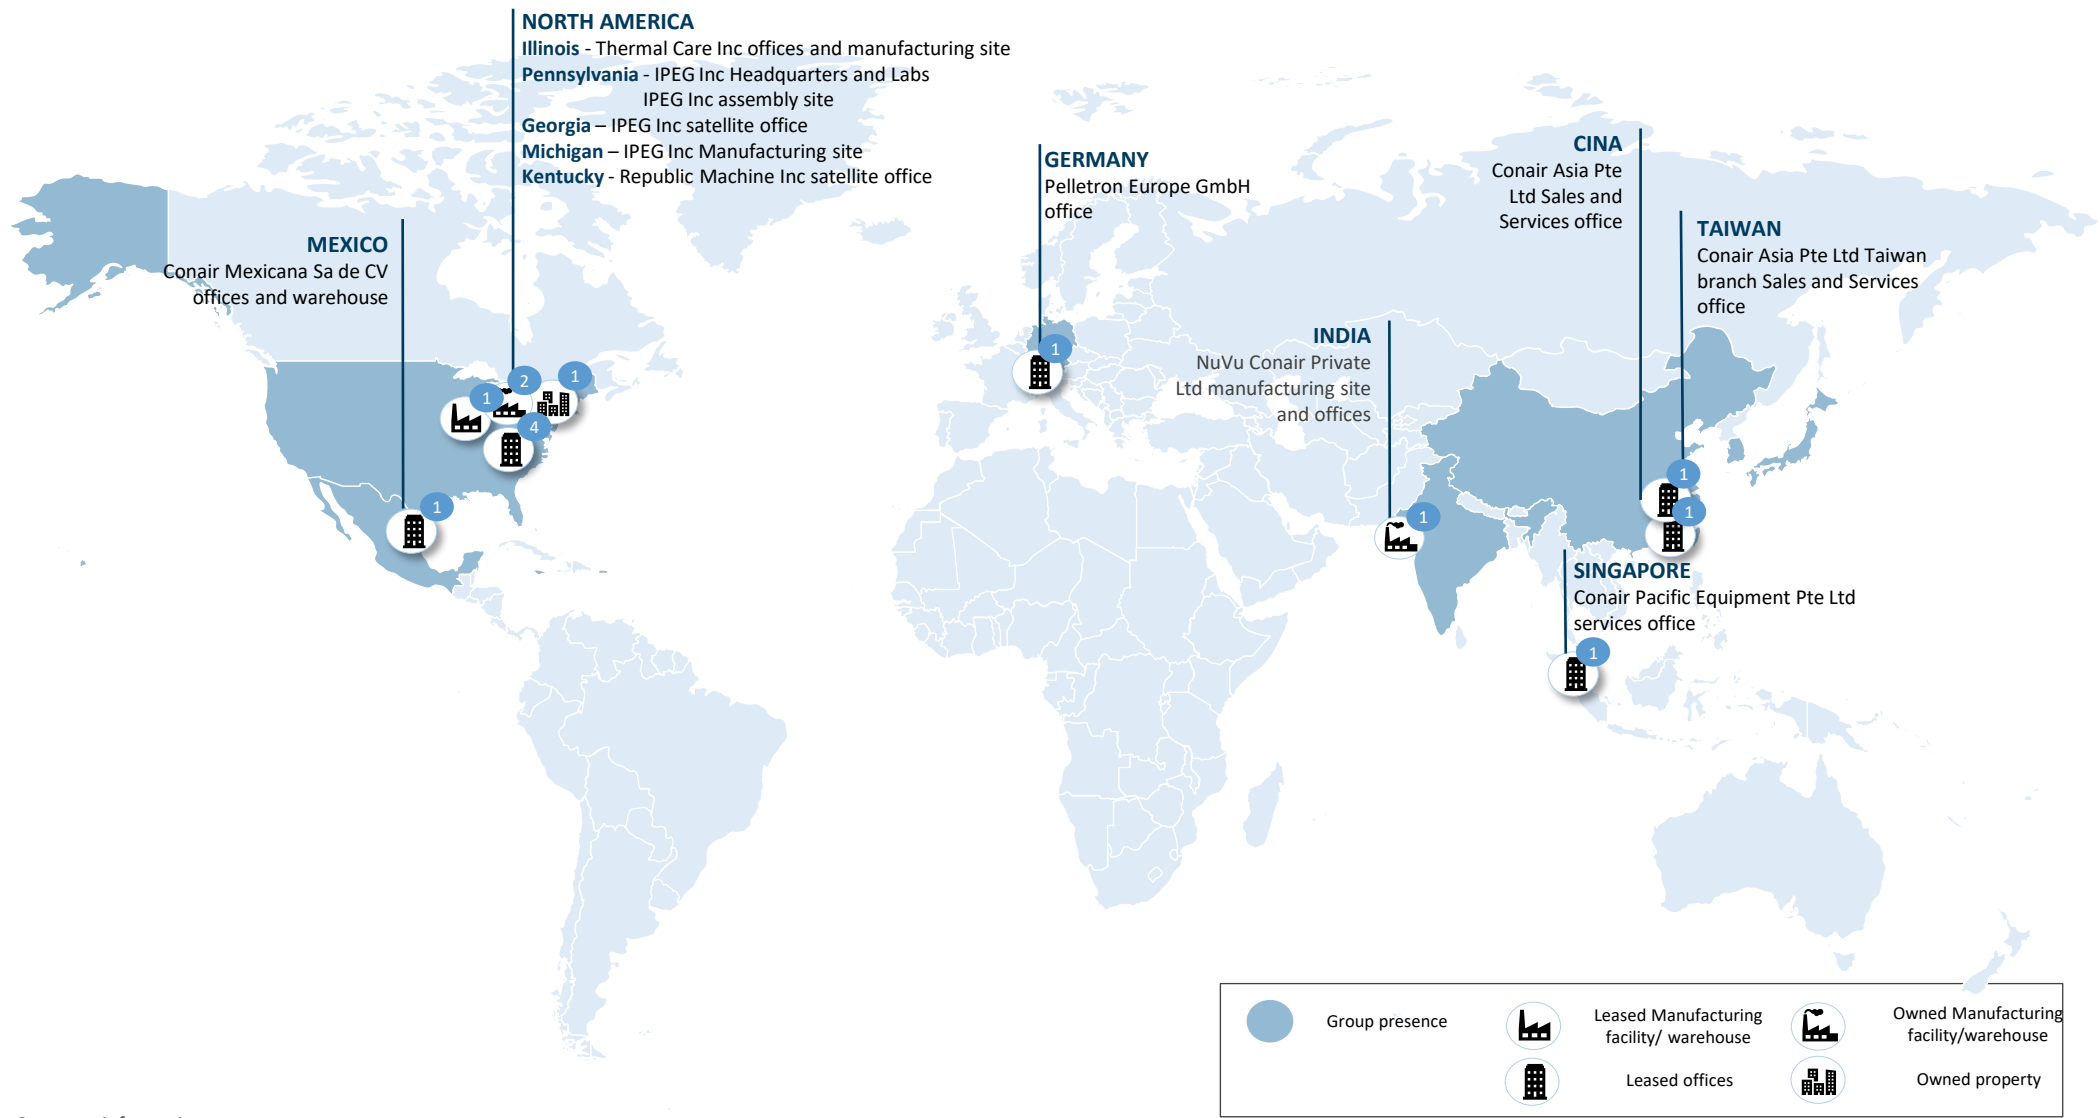 NORTH AMERICA
Illinois - Thermal Care Inc offices and manufacturing site
Pennsylvania - IPEG Inc Headquarters and Labs
IPEG Inc assembly site
Georgia – IPEG Inc satellite office
Michigan – IPEG Inc Manufacturing site
Kentucky - Republic Machine Inc satellite office
MEXICO
Conair Mexicana Sa de CV
offices and warehouse
GERMANY
Pelletron Europe GmbH
office
CINA
Conair Asia Pte
Ltd Sales and
Services office
TAIWAN
Conair Asia Pte Ltd Taiwan
branch Sales and Services
office
INDIA
NuVu Conair Private
Ltd manufacturing site
and offices
SINGAPORE
Conair Pacific Equipment Pte Ltd
services office
1
2
1
4
1
1
1
1
1
1
Group presence
Leased Manufacturing
facility/ warehouse
Owned Manufacturing
facility/warehouse
Leased offices
Owned property